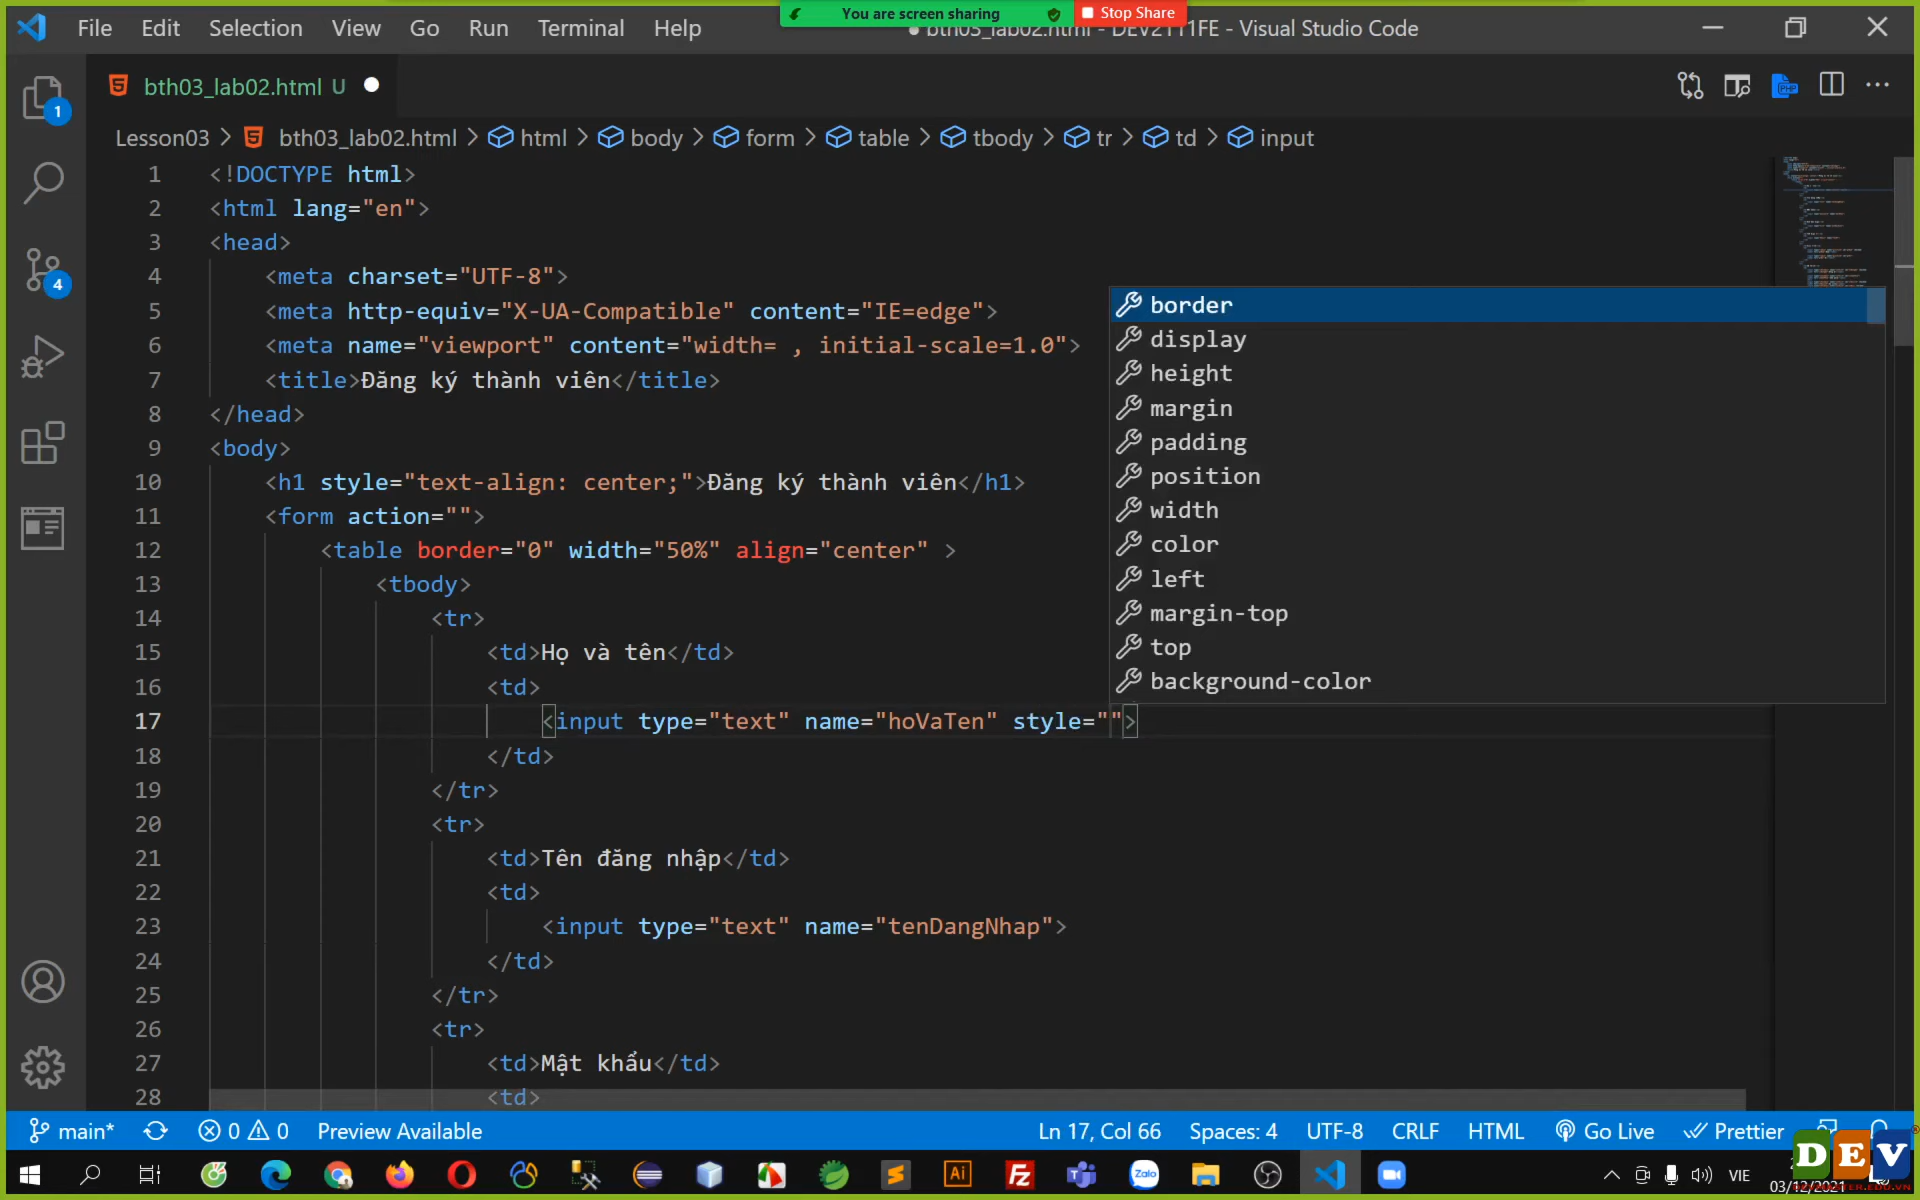 You are screen sharing
Stop Share
File Edit Selection View Go Run Terminal Help
bth03_lab02.html - DEV2111FE - Visual Studio Code
1
bth03_lab02.html U
Lesson03 > bth03_lab02.html > html > body > form > table > tbody > tr > td > input
1 <!DOCTYPE html>
2 <html lang="en">
3 <head>
4 <meta charset="UTF-8">
5 <meta http-equiv="X-UA-Compatible" content="IE=edge">
6 <meta name="viewport" content="width= , initial-scale=1.0">
7 <title>Đăng ký thành viên</title>
8 </head>
9 <body>
10 <h1 style="text-align: center;">Đăng ký thành viên</h1>
11 <form action="">
12 <table border="0" width="50%" align="center" >
13 <tbody>
14 <tr>
15 <td>Họ và tên</td>
16 <td>
17 <input type="text" name="hoVaTen" style="">
18 </td>
19 </tr>
20 <tr>
21 <td>Tên đăng nhập</td>
22 <td>
23 <input type="text" name="tenDangNhap">
24 </td>
25 </tr>
26 <tr>
27 <td>Mật khẩu</td>
28 <td>
border
display
height
margin
padding
position
width
color
left
margin-top
top
background-color
4
main* 0 0 Preview Available Ln 17, Col 66 Spaces: 4 UTF-8 CRLF HTML Go Live Prettier
PHP
Ai
Zalo
VIE
03/12/2021
DEV